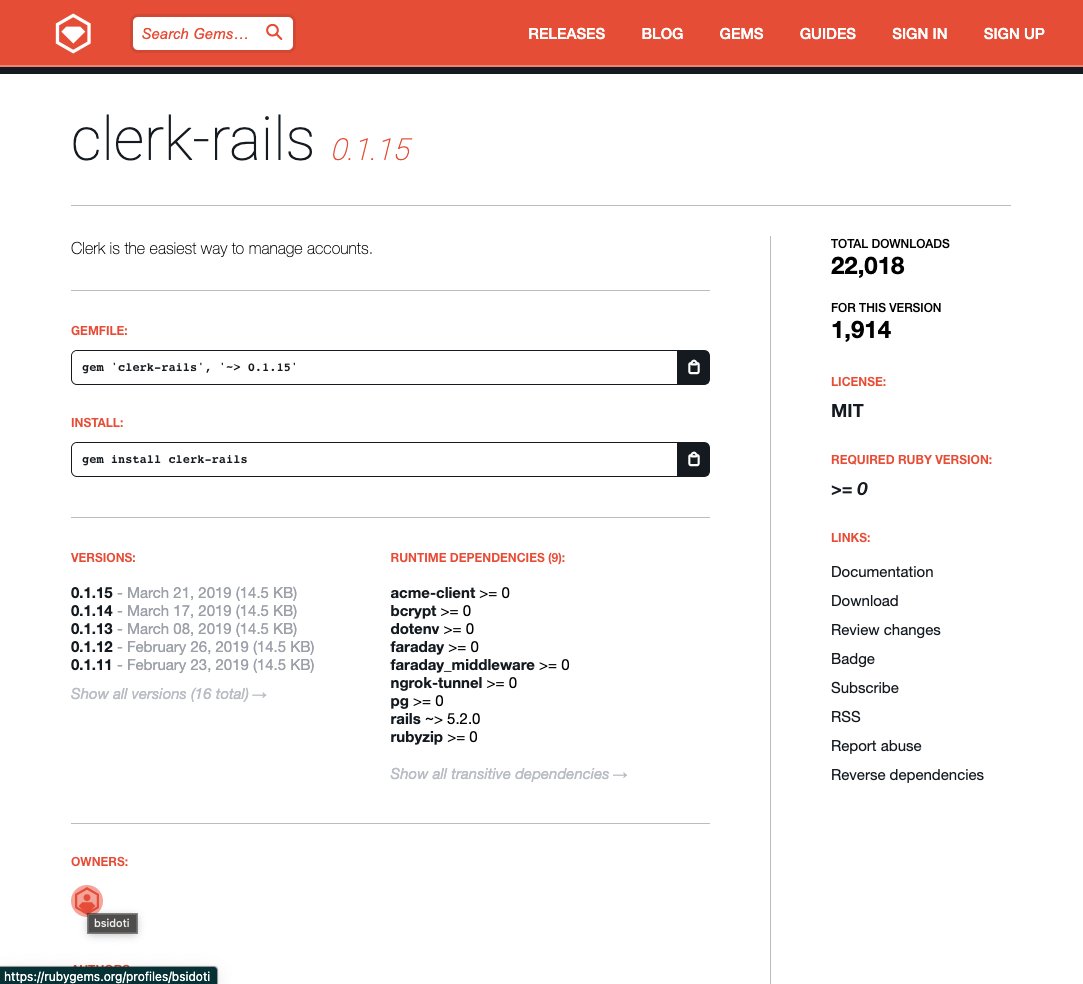 Search Gems…
RELEASES BLOG GEMS GUIDES SIGN IN SIGN UP
clerk-rails 0.1.15
Clerk is the easiest way to manage accounts.
GEMFILE:
gem 'clerk-rails', '~> 0.1.15'
INSTALL:
gem install clerk-rails
VERSIONS:
0.1.15 - March 21, 2019 (14.5 KB)
0.1.14 - March 17, 2019 (14.5 KB)
0.1.13 - March 08, 2019 (14.5 KB)
0.1.12 - February 26, 2019 (14.5 KB)
0.1.11 - February 23, 2019 (14.5 KB)
Show all versions (16 total) →
RUNTIME DEPENDENCIES (9):
acme-client >= 0
bcrypt >= 0
dotenv >= 0
faraday >= 0
faraday_middleware >= 0
ngrok-tunnel >= 0
pg >= 0
rails ~> 5.2.0
rubyzip >= 0
Show all transitive dependencies →
OWNERS:
bsidoti
https://rubygems.org/profiles/bsidoti
TOTAL DOWNLOADS
22,018
FOR THIS VERSION
1,914
LICENSE:
MIT
REQUIRED RUBY VERSION:
>= 0
LINKS:
Documentation
Download
Review changes
Badge
Subscribe
RSS
Report abuse
Reverse dependencies